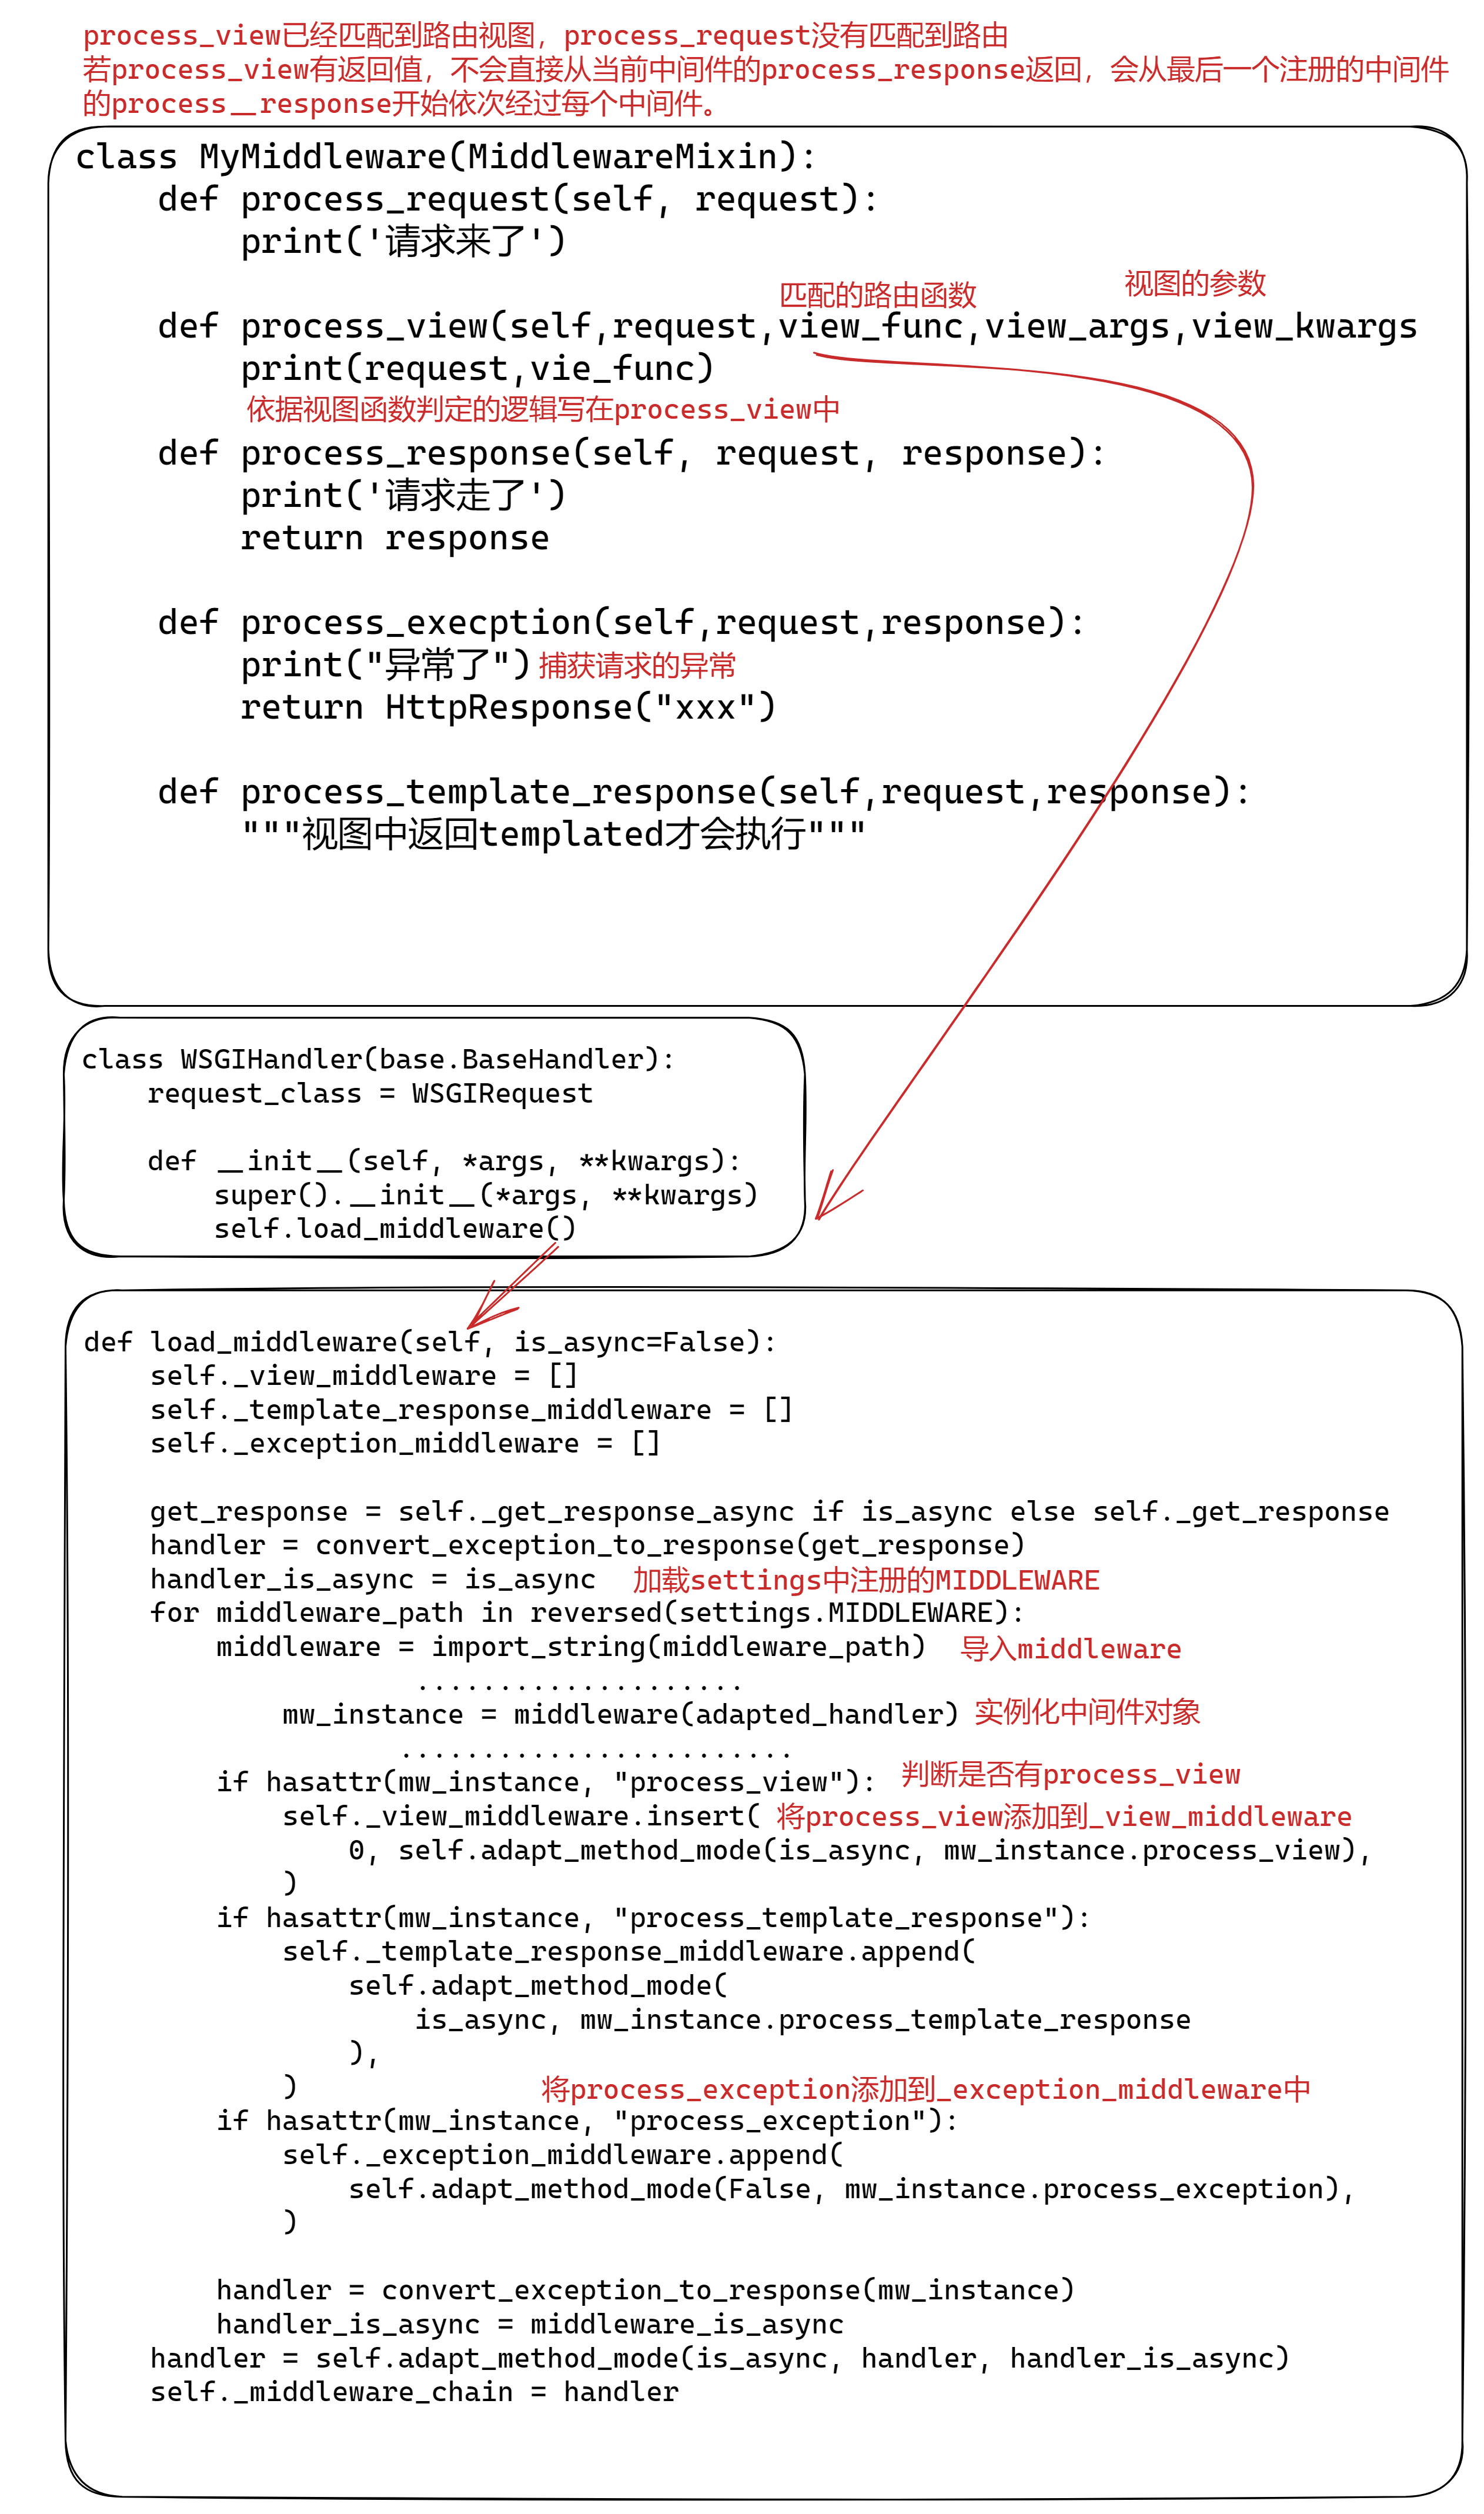 process_view已经匹配到路由视图，process_request没有匹配到路由
若process_view有返回值，不会直接从当前中间件的process_response返回，会从最后一个注册的中间件
的process__response开始依次经过每个中间件。
class MyMiddleware(MiddlewareMixin):
    def process_request(self, request):
        print('请求来了')
匹配的路由函数 视图的参数
    def process_view(self,request,view_func,view_args,view_kwargs
        print(request,vie_func)
依据视图函数判定的逻辑写在process_view中
    def process_response(self, request, response):
        print('请求走了')
        return response
    def process_execption(self,request,response):
        print("异常了") 捕获请求的异常
        return HttpResponse("xxx")
    def process_template_response(self,request,response):
        """视图中返回templated才会执行"""
class WSGIHandler(base.BaseHandler):
    request_class = WSGIRequest
    def __init__(self, *args, **kwargs):
        super().__init__(*args, **kwargs)
        self.load_middleware()
def load_middleware(self, is_async=False):
    self._view_middleware = []
    self._template_response_middleware = []
    self._exception_middleware = []
    get_response = self._get_response_async if is_async else self._get_response
    handler = convert_exception_to_response(get_response)
    handler_is_async = is_async 加载settings中注册的MIDDLEWARE
    for middleware_path in reversed(settings.MIDDLEWARE):
        middleware = import_string(middleware_path) 导入middleware
                    ....................
            mw_instance = middleware(adapted_handler) 实例化中间件对象
                   ........................
        if hasattr(mw_instance, "process_view"): 判断是否有process_view
            self._view_middleware.insert( 将process_view添加到_view_middleware
                0, self.adapt_method_mode(is_async, mw_instance.process_view),
            )
        if hasattr(mw_instance, "process_template_response"):
            self._template_response_middleware.append(
                self.adapt_method_mode(
                    is_async, mw_instance.process_template_response
                ),
            ) 将process_exception添加到_exception_middleware中
        if hasattr(mw_instance, "process_exception"):
            self._exception_middleware.append(
                self.adapt_method_mode(False, mw_instance.process_exception),
            )
        handler = convert_exception_to_response(mw_instance)
        handler_is_async = middleware_is_async
    handler = self.adapt_method_mode(is_async, handler, handler_is_async)
    self._middleware_chain = handler